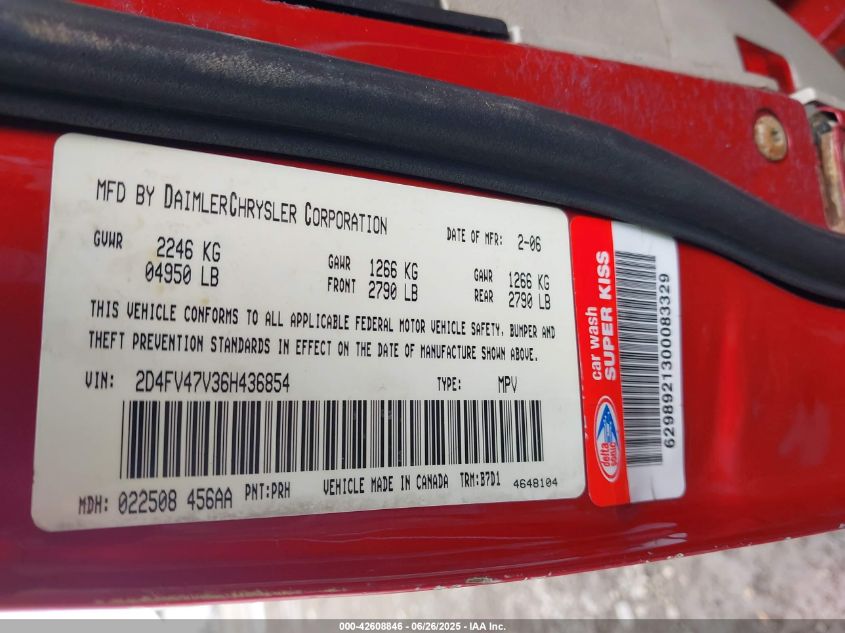 MFD BY DAIMLERCHRYSLER CORPORATION
DATE OF MFR: 2-06
GVWR 2246 KG
04950 LB
GAWR 1266 KG
FRONT 2790 LB
GAWR 1266 KG
REAR 2790 LB
THIS VEHICLE CONFORMS TO ALL APPLICABLE FEDERAL MOTOR VEHICLE SAFETY, BUMPER AND
THEFT PREVENTION STANDARDS IN EFFECT ON THE DATE OF MANUFACTURE SHOWN ABOVE.
VIN: 2D4FV47V36H436854 TYPE: MPV
MDH: 022508 456AA PNT:PRH VEHICLE MADE IN CANADA TRM:B7D1 4648104
car wash
SUPER KISS
delta
SONIC
62989213000083329
000-42608846 | 06/26/2025 | IAA Inc.